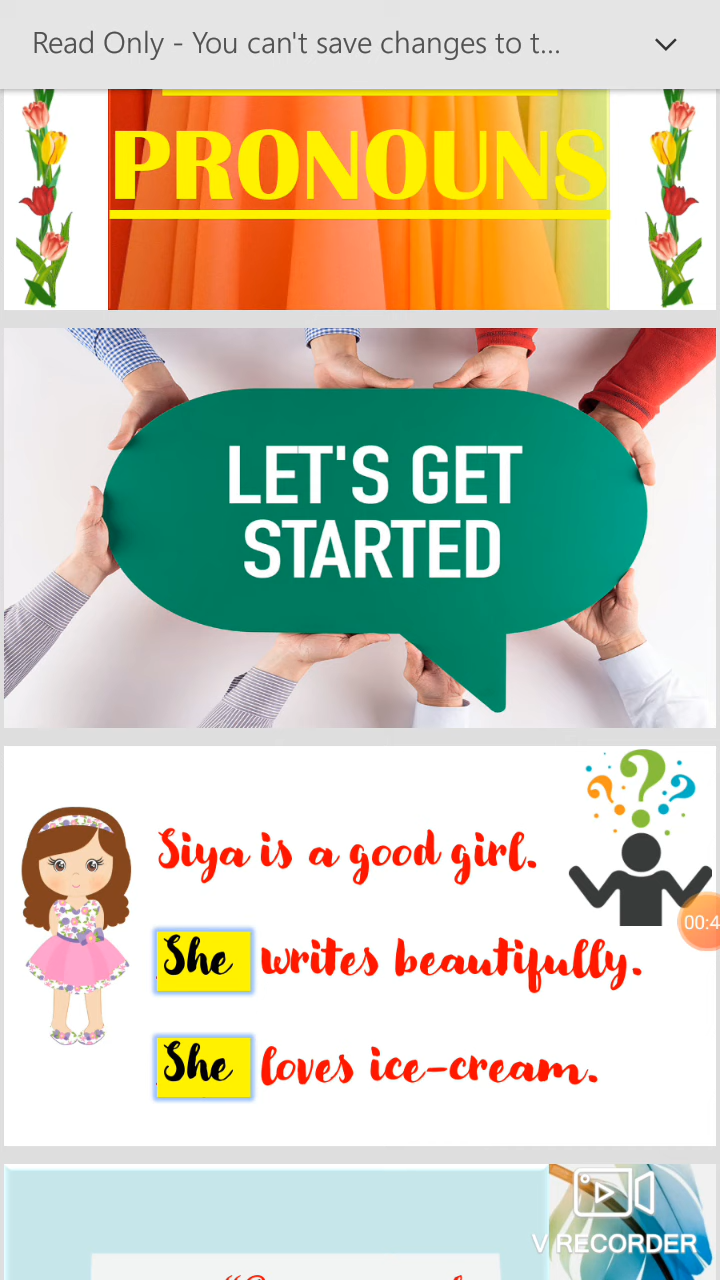 Read Only - You can't save changes to t...
PRONOUNS
LET'S GET
STARTED
Siya is a good girl.
She writes beautifully.
She loves ice-cream.
00:4
V RECORDER